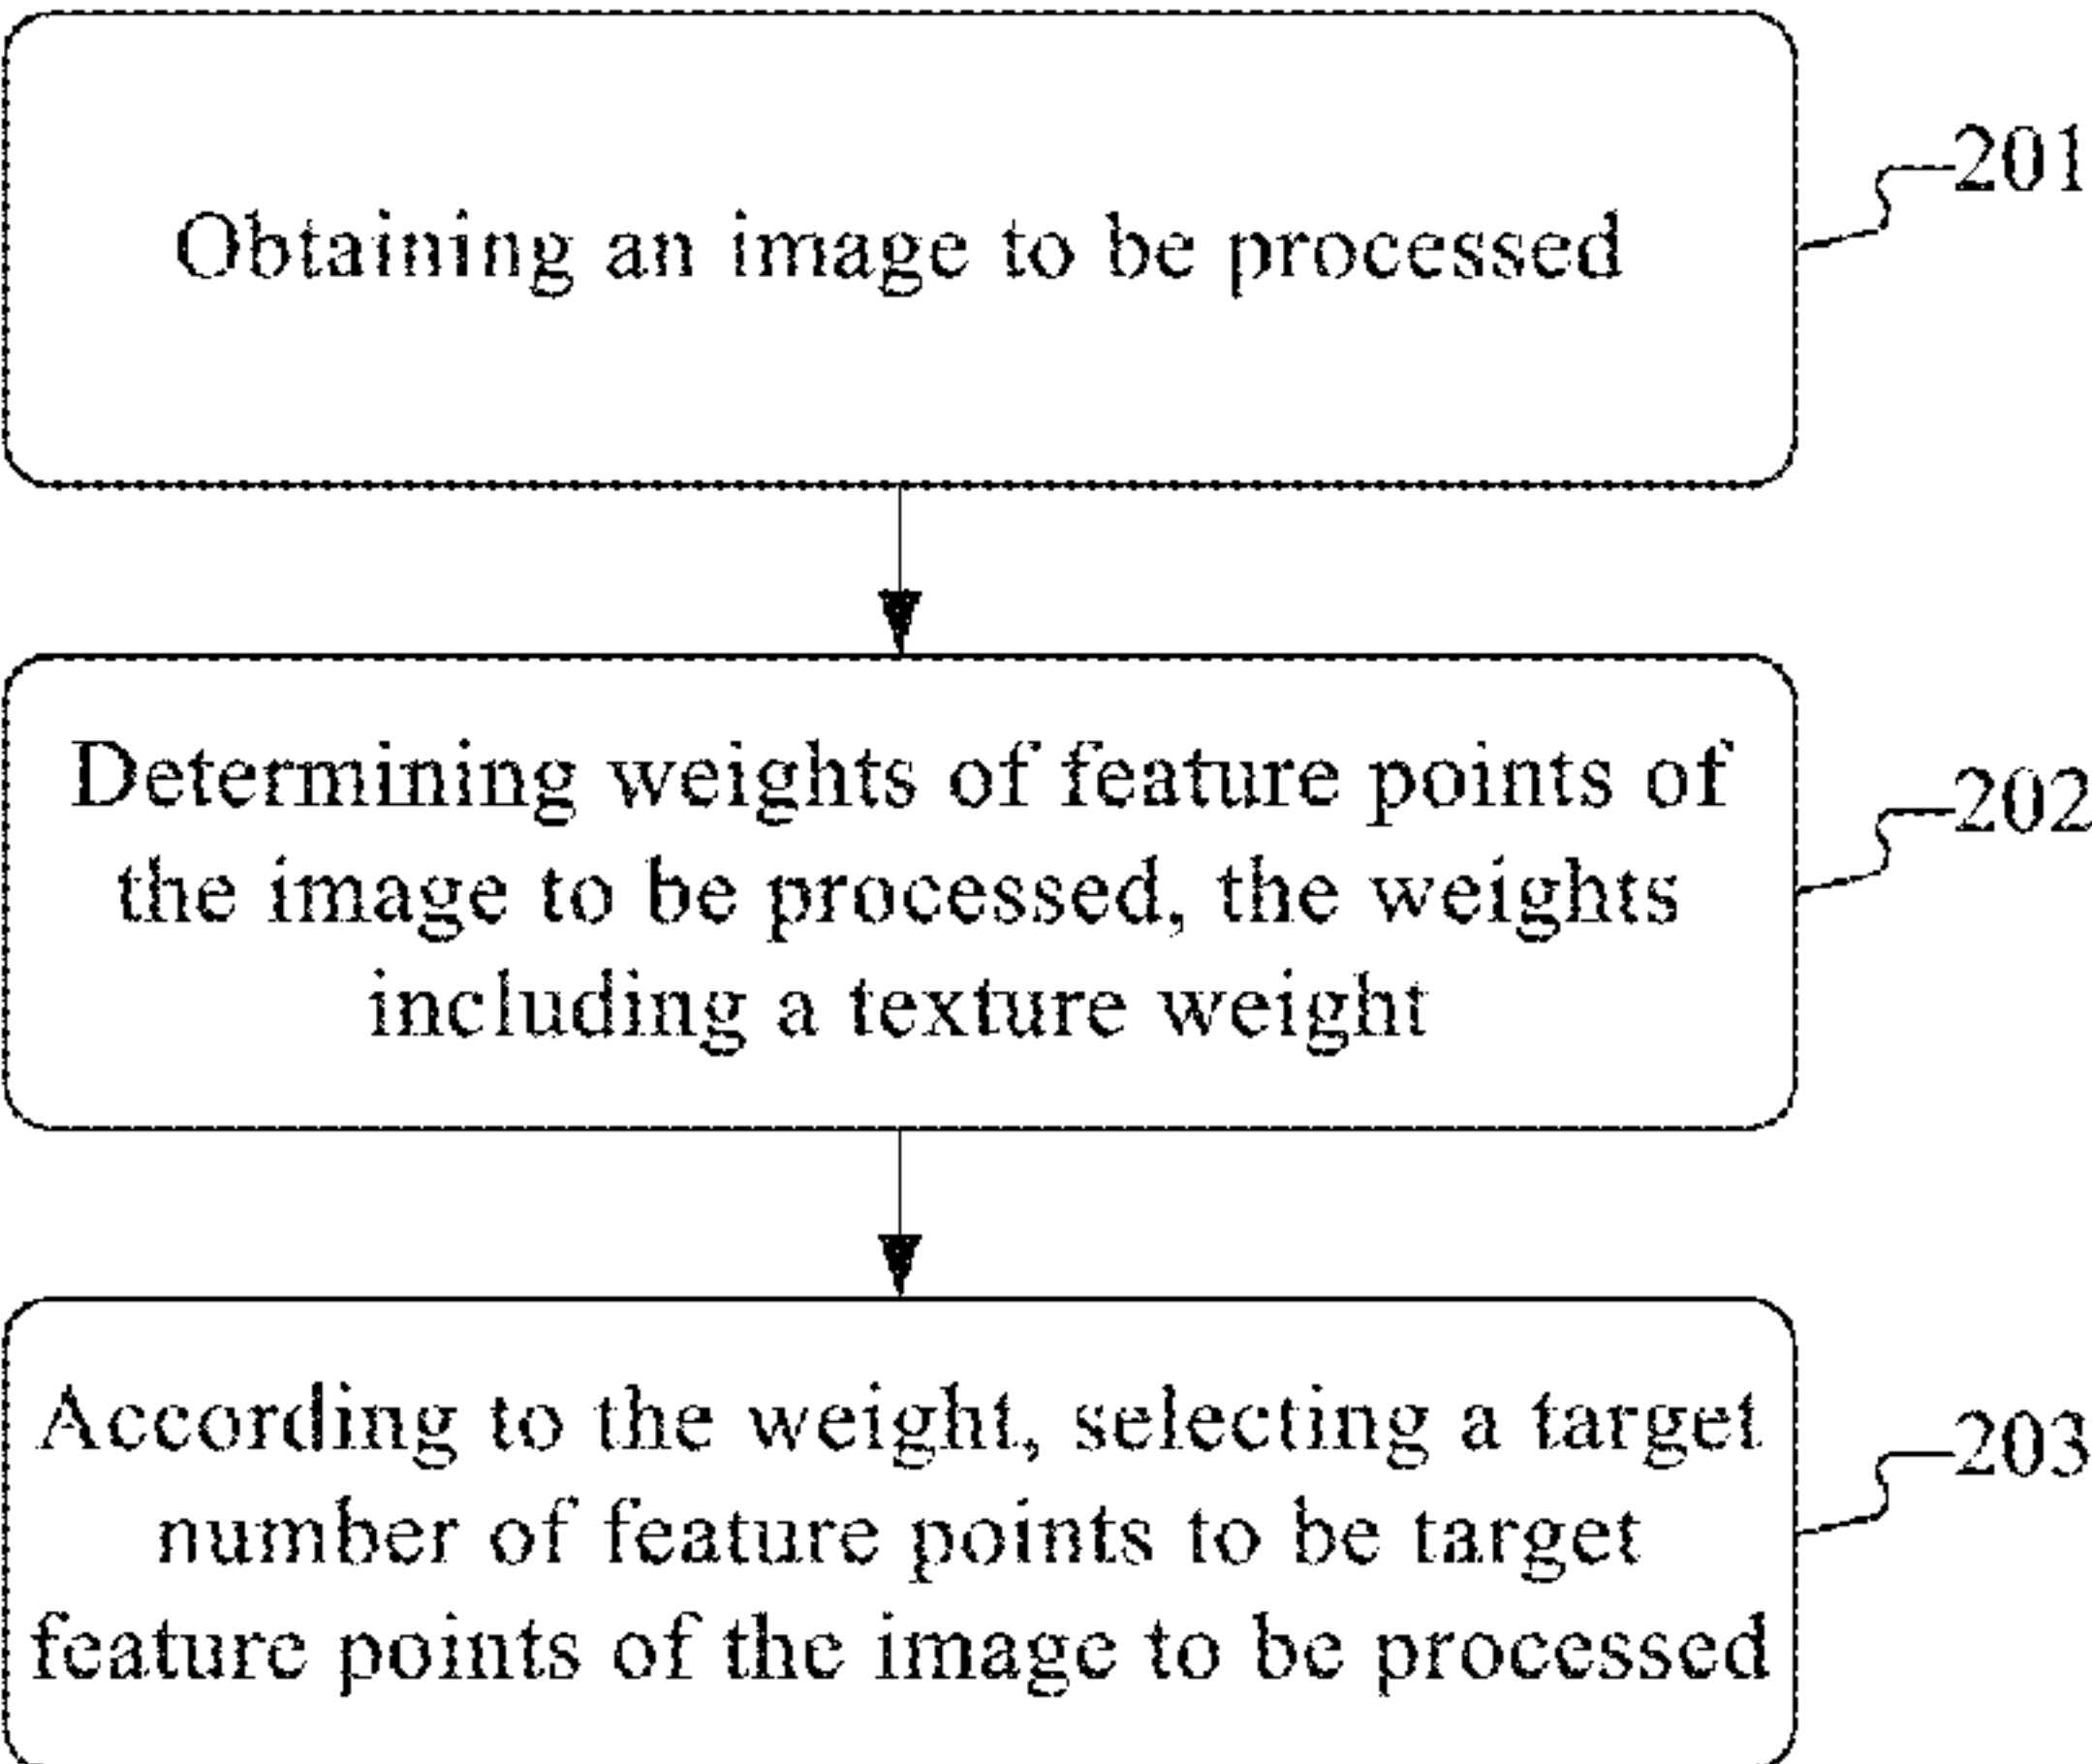 Obtaining an image to be processed
201
Determining weights of feature points of
the image to be processed, the weights
including a texture weight
202
According to the weight, selecting a target
number of feature points to be target
feature points of the image to be processed
203